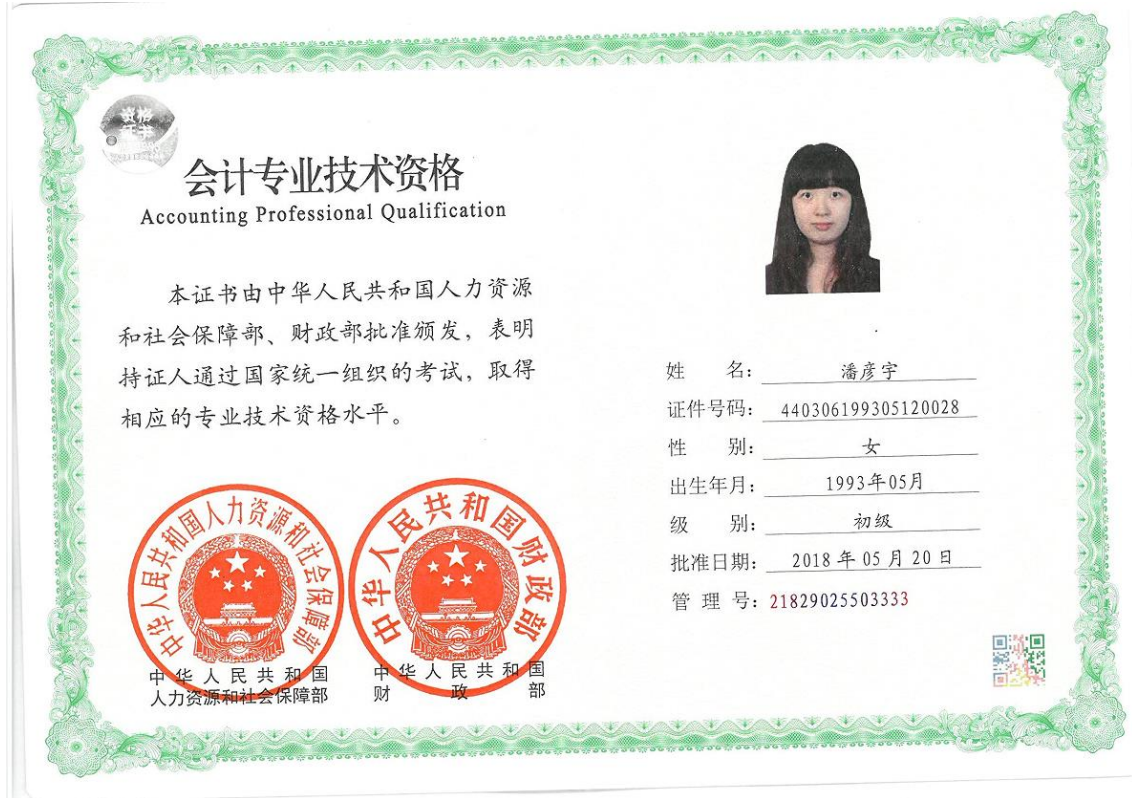 资格
证书
会计专业技术资格
Accounting Professional Qualification
本证书由中华人民共和国人力资源
和社会保障部、财政部批准颁发，表明
持证人通过国家统一组织的考试，取得
相应的专业技术资格水平。
中华人民共和国人力资源和社会保障部
中华人民共和国财政部
中华人民共和国
人力资源和社会保障部
中华人民共和国
财政部
姓名：潘彦宇
证件号码：440306199305120028
性别：女
出生年月：1993年05月
级别：初级
批准日期：2018年05月20日
管理号：21829025503333